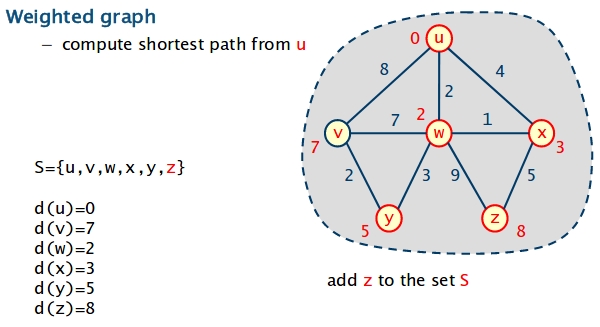 Weighted graph
– compute shortest path from u
S={u,v,w,x,y,z}
d(u)=0
d(v)=7
d(w)=2
d(x)=3
d(y)=5
d(z)=8
0 u
8 2 4
7 v 7 2 w 1 x 3
2 3 9 5
5 y z 8
add z to the set S